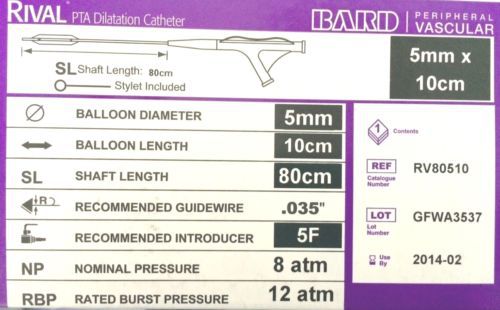 RIVAL PTA Dilatation Catheter
BARD PERIPHERAL VASCULAR
SL Shaft Length: 80cm
Stylet Included
5mm x
10cm
BALLOON DIAMETER 5mm
BALLOON LENGTH 10cm
SL SHAFT LENGTH 80cm
R RECOMMENDED GUIDEWIRE .035"
RECOMMENDED INTRODUCER 5F
NP NOMINAL PRESSURE 8 atm
RBP RATED BURST PRESSURE 12 atm
1 Contents
REF RV80510
Catalogue
Number
LOT GFWA3537
Lot
Number
Use
By 2014-02